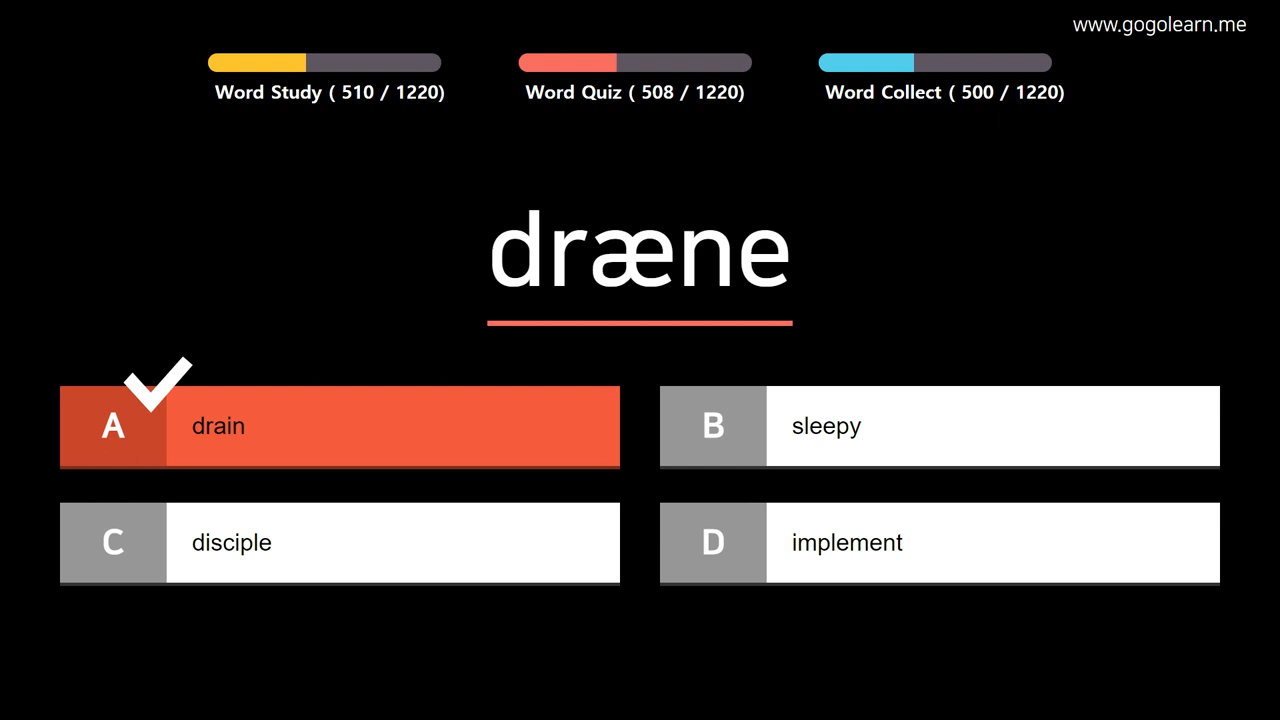 www.gogolearn.me
Word Study ( 510 / 1220)
Word Quiz ( 508 / 1220)
Word Collect ( 500 / 1220)
dræne
A drain
B sleepy
C disciple
D implement